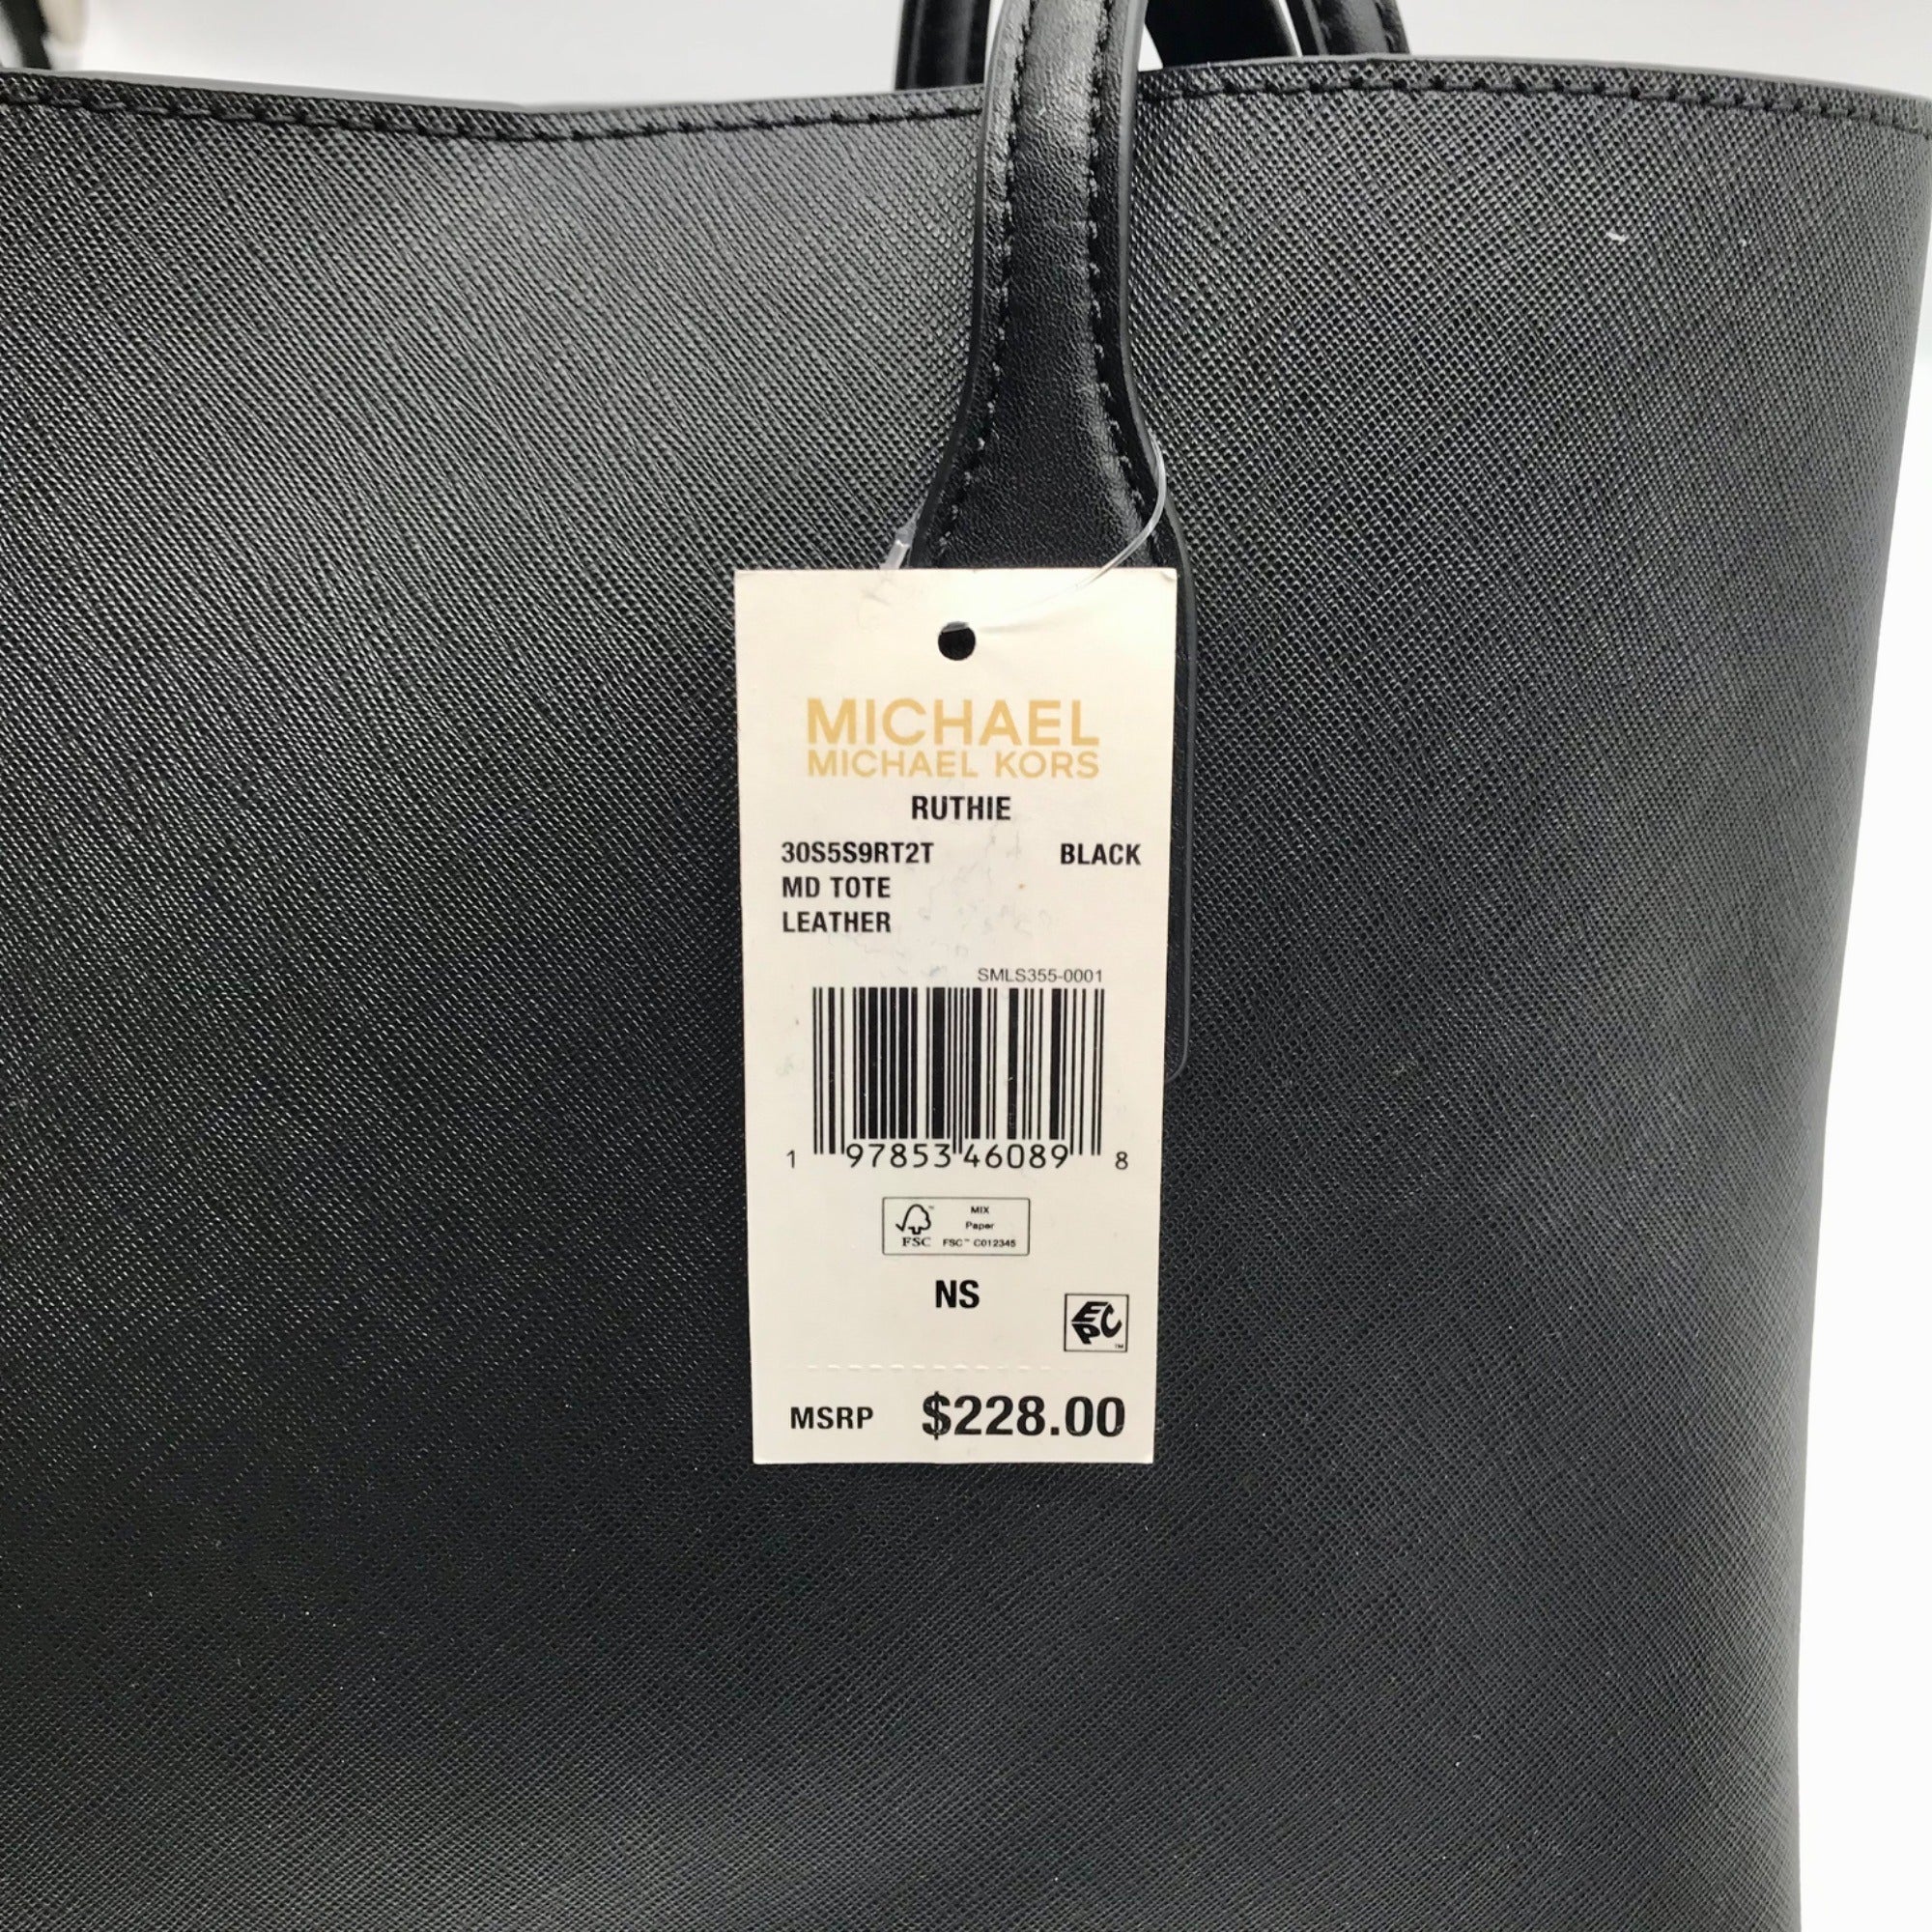 MICHAEL
MICHAEL KORS
RUTHIE
30S5S9RT2T BLACK
MD TOTE
LEATHER
SMLS355-0001
1 97853 46089 8
MIX
Paper
FSC™ C012345
FSC
NS
EPC™
MSRP $228.00